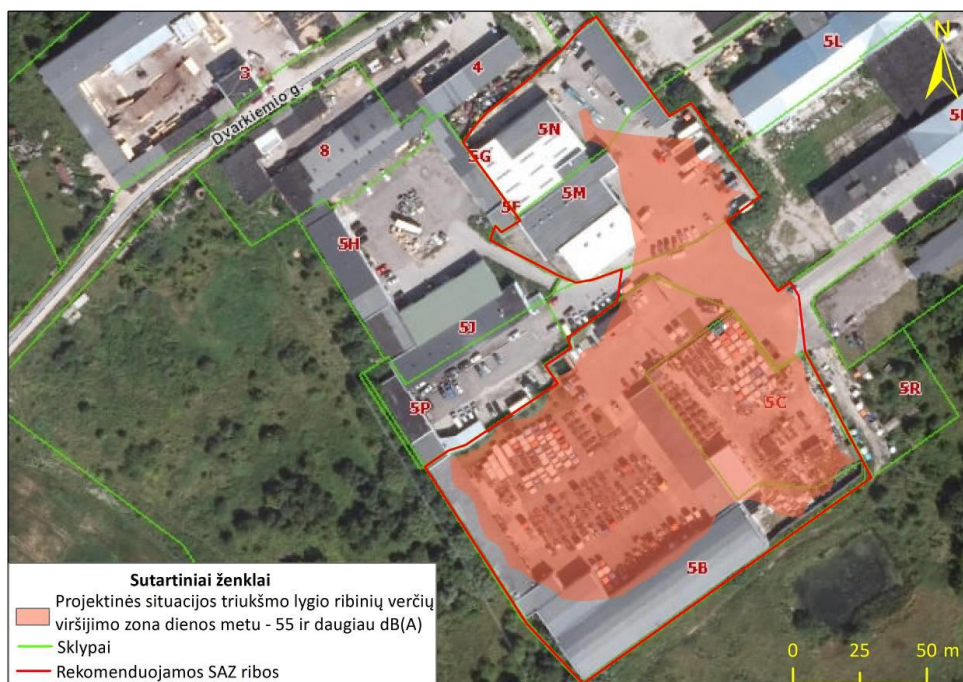 N
5L
3
4
Dvarkiemio g.
5N
8
5G
5M
5F
5H
5J
5C
5R
5P
5B
Sutartiniai ženklai
Projektinės situacijos triukšmo lygio ribinių verčių
viršijimo zona dienos metu - 55 ir daugiau dB(A)
Sklypai
Rekomenduojamos SAZ ribos
0 25 50 m